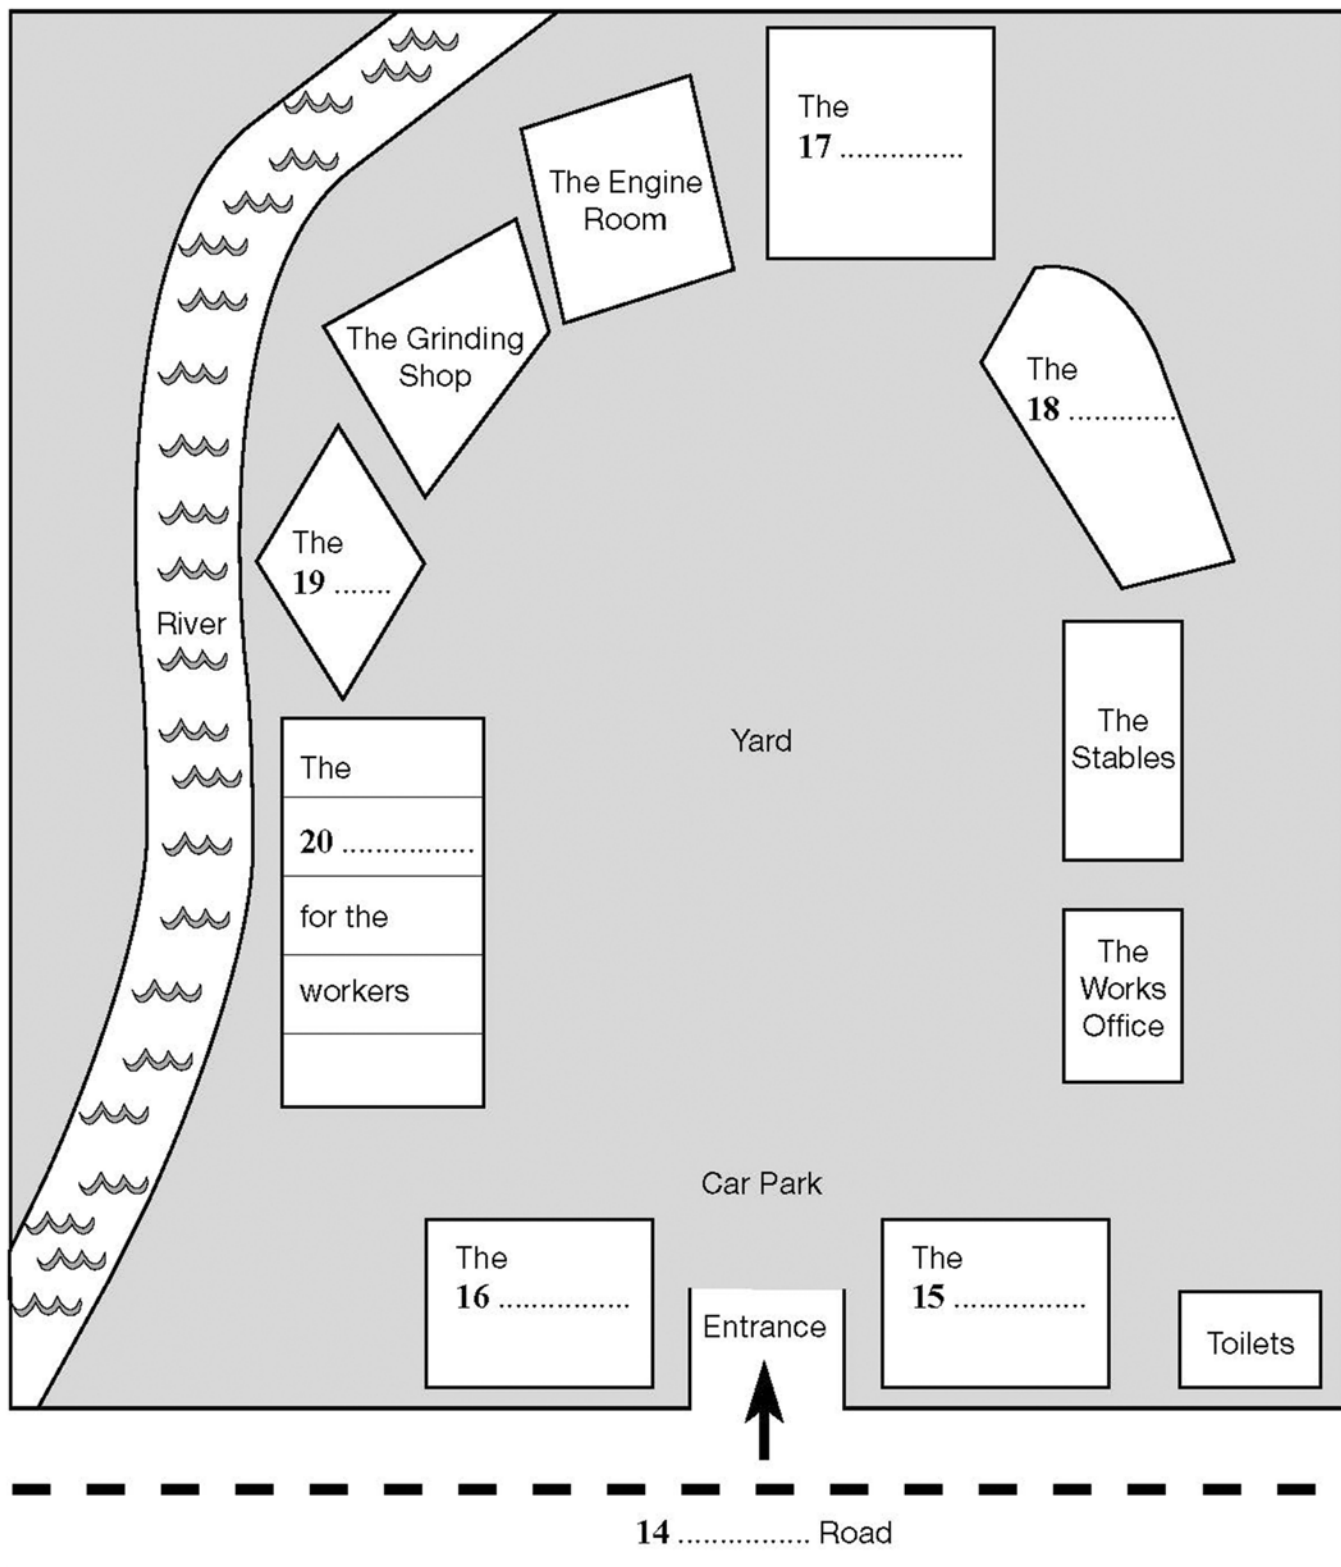 The
17 ..............
The Engine
Room
The Grinding
Shop
The
18 .............
The
19 .......
River
The
20 ...............
for the
workers
Yard
The
Stables
The
Works
Office
Car Park
The
16 ...............
Entrance
The
15 ...............
Toilets
14 ............... Road